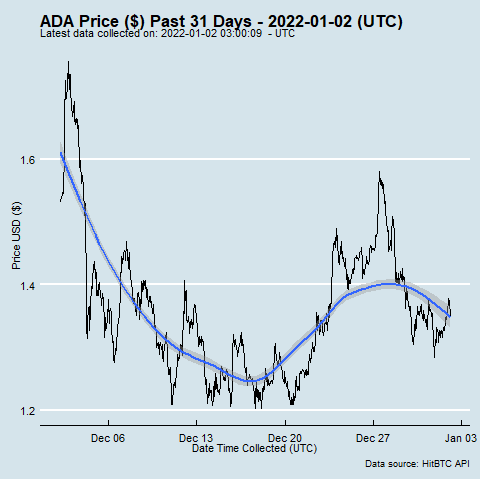 ADA Price ($) Past 31 Days - 2022-01-02 (UTC)
Latest data collected on: 2022-01-02 03:00:09 - UTC
Price USD ($)
1.6
1.4
1.2
Dec 06 Dec 13 Dec 20 Dec 27 Jan 03
Date Time Collected (UTC)
Data source: HitBTC API